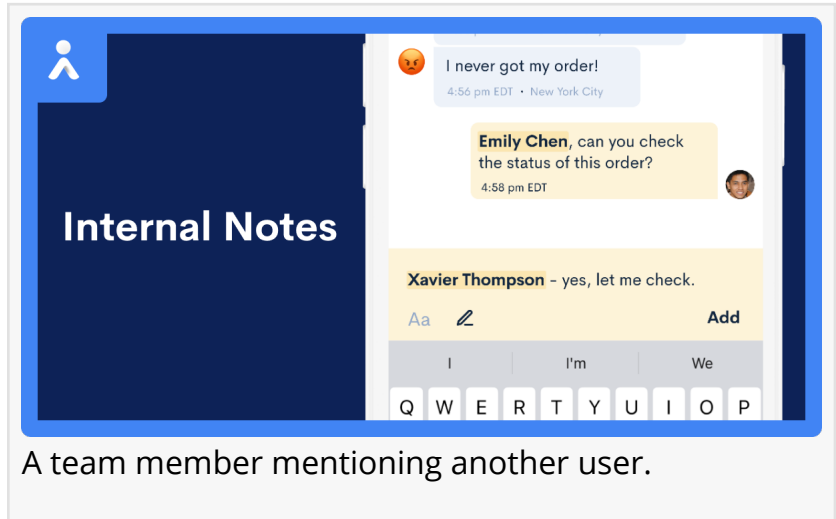 I never got my order!
4:56 pm EDT • New York City
Emily Chen, can you check
the status of this order?
4:58 pm EDT
Internal Notes
Xavier Thompson - yes, let me check.
Aa Add
I I'm We
Q W E R T Y U I O P
A team member mentioning another user.